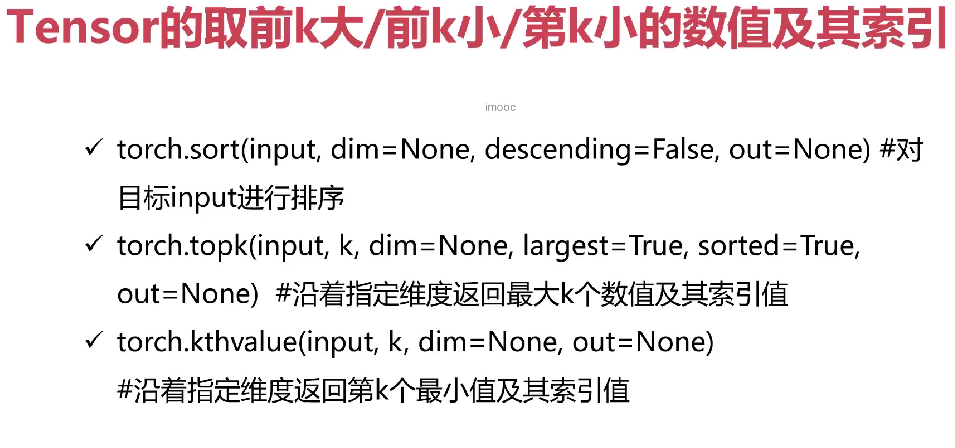 Tensor的取前k大/前k小/第k小的数值及其索引
imooc
✓ torch.sort(input, dim=None, descending=False, out=None) #对
目标input进行排序
✓ torch.topk(input, k, dim=None, largest=True, sorted=True,
out=None) #沿着指定维度返回最大k个数值及其索引值
✓ torch.kthvalue(input, k, dim=None, out=None)
#沿着指定维度返回第k个最小值及其索引值